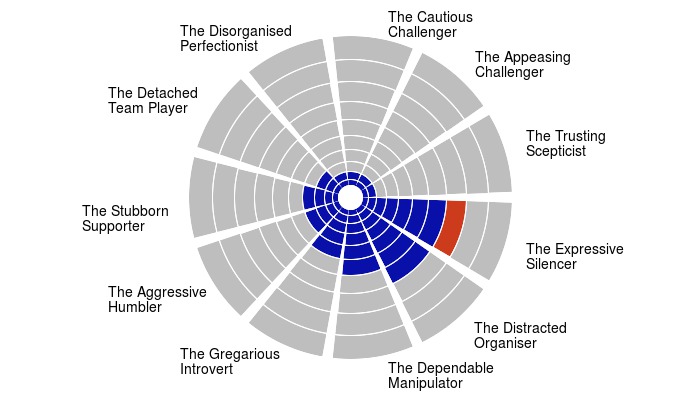 The Cautious
Challenger
The Appeasing
Challenger
The Trusting
Scepticist
The Expressive
Silencer
The Distracted
Organiser
The Dependable
Manipulator
The Gregarious
Introvert
The Aggressive
Humbler
The Stubborn
Supporter
The Detached
Team Player
The Disorganised
Perfectionist